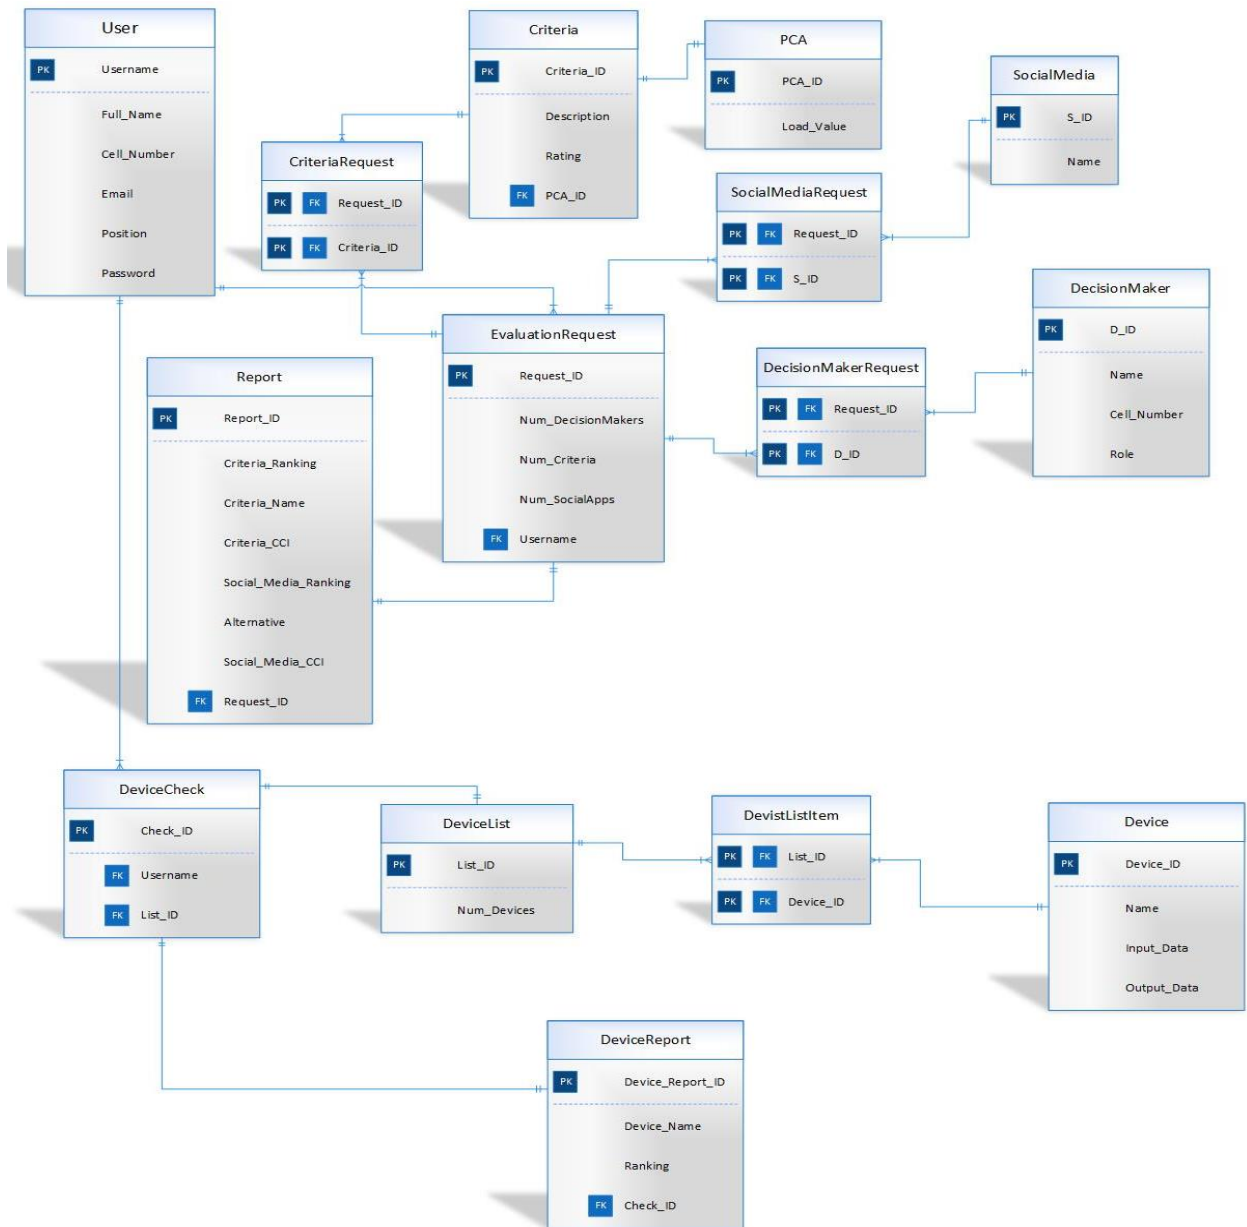 User
PK Username
Full_Name
Cell_Number
Email
Position
Password
Criteria
PK Criteria_ID
Description
Rating
FK PCA_ID
PCA
PK PCA_ID
Load_Value
SocialMedia
PK S_ID
Name
CriteriaRequest
PK FK Request_ID
PK FK Criteria_ID
SocialMediaRequest
PK FK Request_ID
PK FK S_ID
DecisionMaker
PK D_ID
Name
Cell_Number
Role
EvaluationRequest
PK Request_ID
Num_DecisionMakers
Num_Criteria
Num_SocialApps
FK Username
DecisionMakerRequest
PK FK Request_ID
PK FK D_ID
Report
PK Report_ID
Criteria_Ranking
Criteria_Name
Criteria_CCI
Social_Media_Ranking
Alternative
Social_Media_CCI
FK Request_ID
DeviceCheck
PK Check_ID
FK Username
FK List_ID
DeviceList
PK List_ID
Num_Devices
DevistListItem
PK FK List_ID
PK FK Device_ID
Device
PK Device_ID
Name
Input_Data
Output_Data
DeviceReport
PK Device_Report_ID
Device_Name
Ranking
FK Check_ID